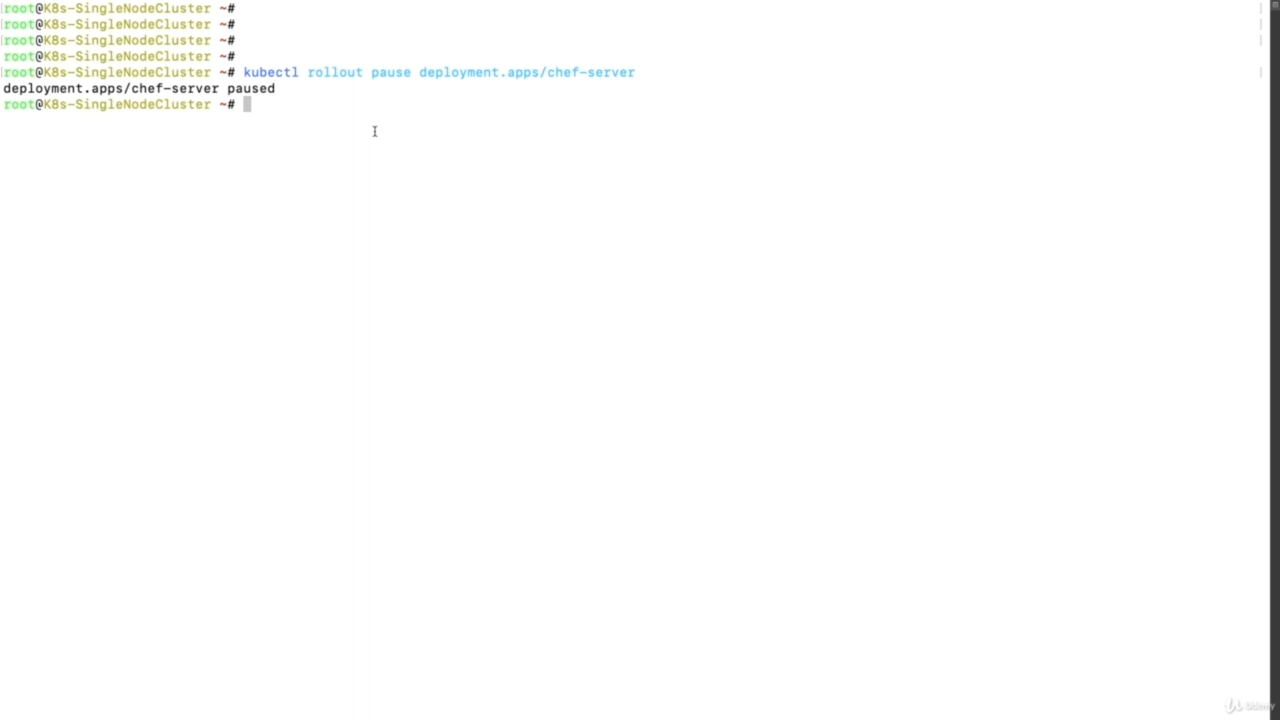 root@K8s-SingleNodeCluster ~#
root@K8s-SingleNodeCluster ~#
root@K8s-SingleNodeCluster ~#
root@K8s-SingleNodeCluster ~#
root@K8s-SingleNodeCluster ~# kubectl rollout pause deployment.apps/chef-server
deployment.apps/chef-server paused
root@K8s-SingleNodeCluster ~#
Udemy